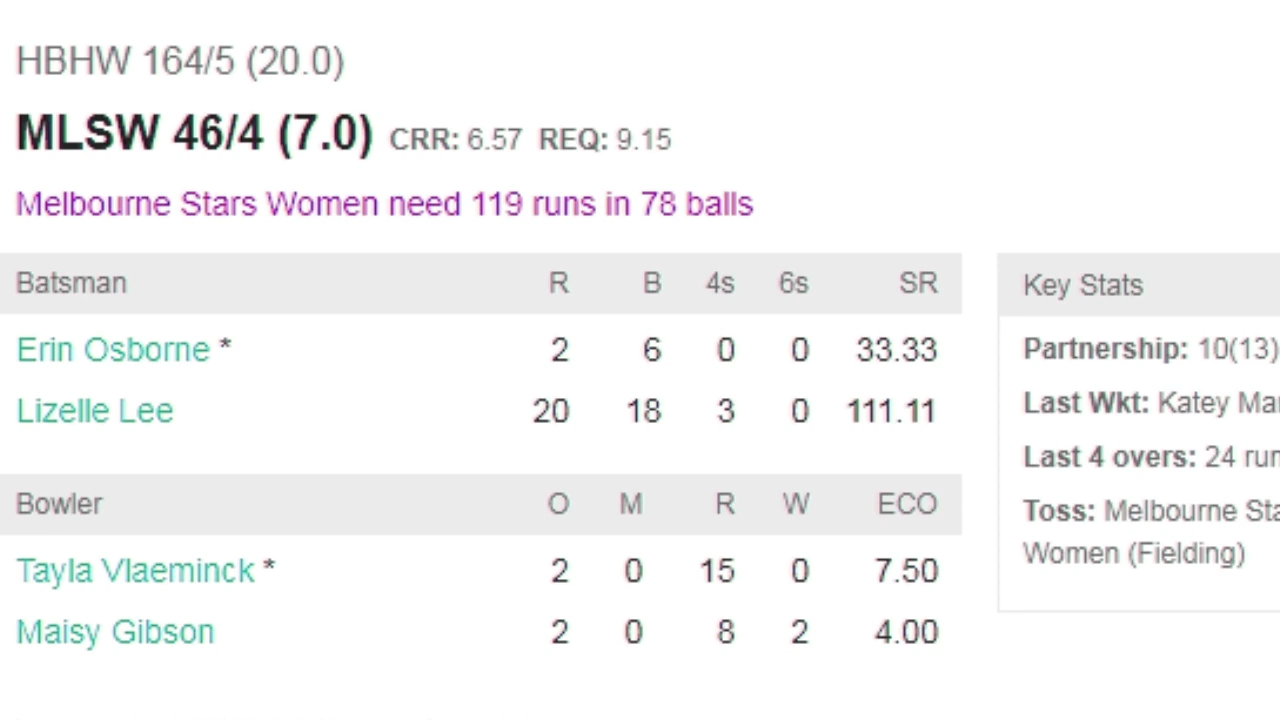 HBHW 164/5 (20.0)
MLSW 46/4 (7.0) CRR: 6.57 REQ: 9.15
Melbourne Stars Women need 119 runs in 78 balls
Batsman R B 4s 6s SR
Erin Osborne * 2 6 0 0 33.33
Lizelle Lee 20 18 3 0 111.11
Bowler O M R W ECO
Tayla Vlaeminck * 2 0 15 0 7.50
Maisy Gibson 2 0 8 2 4.00
Key Stats
Partnership: 10(13)
Last Wkt: Katey
Last 4 overs: 24
Toss: Melbourne
Women (Fielding)